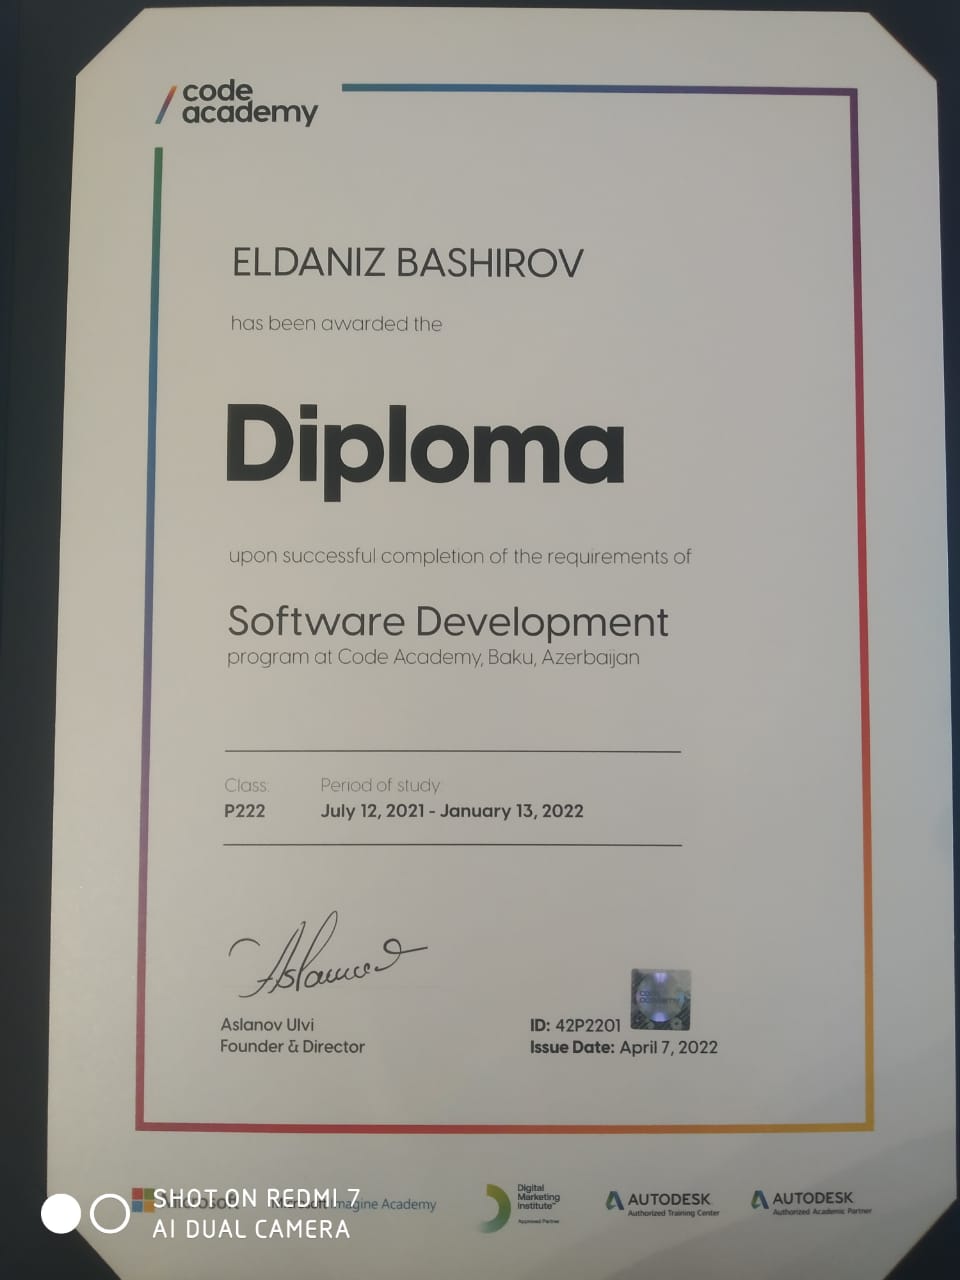 code
academy
ELDANIZ BASHIROV
has been awarded the
Diploma
upon successful completion of the requirements of
Software Development
program at Code Academy, Baku, Azerbaijan
Class: Period of study:
P222 July 12, 2021 - January 13, 2022
Aslanov Ulvi
Founder & Director
code
academy
ID: 42P2201
Issue Date: April 7, 2022
Microsoft Imagine Academy
Digital
Marketing
Institute
Approved Partner
AUTODESK
Authorized Training Center
AUTODESK
Authorized Academic Partner
SHOT ON REDMI 7
AI DUAL CAMERA